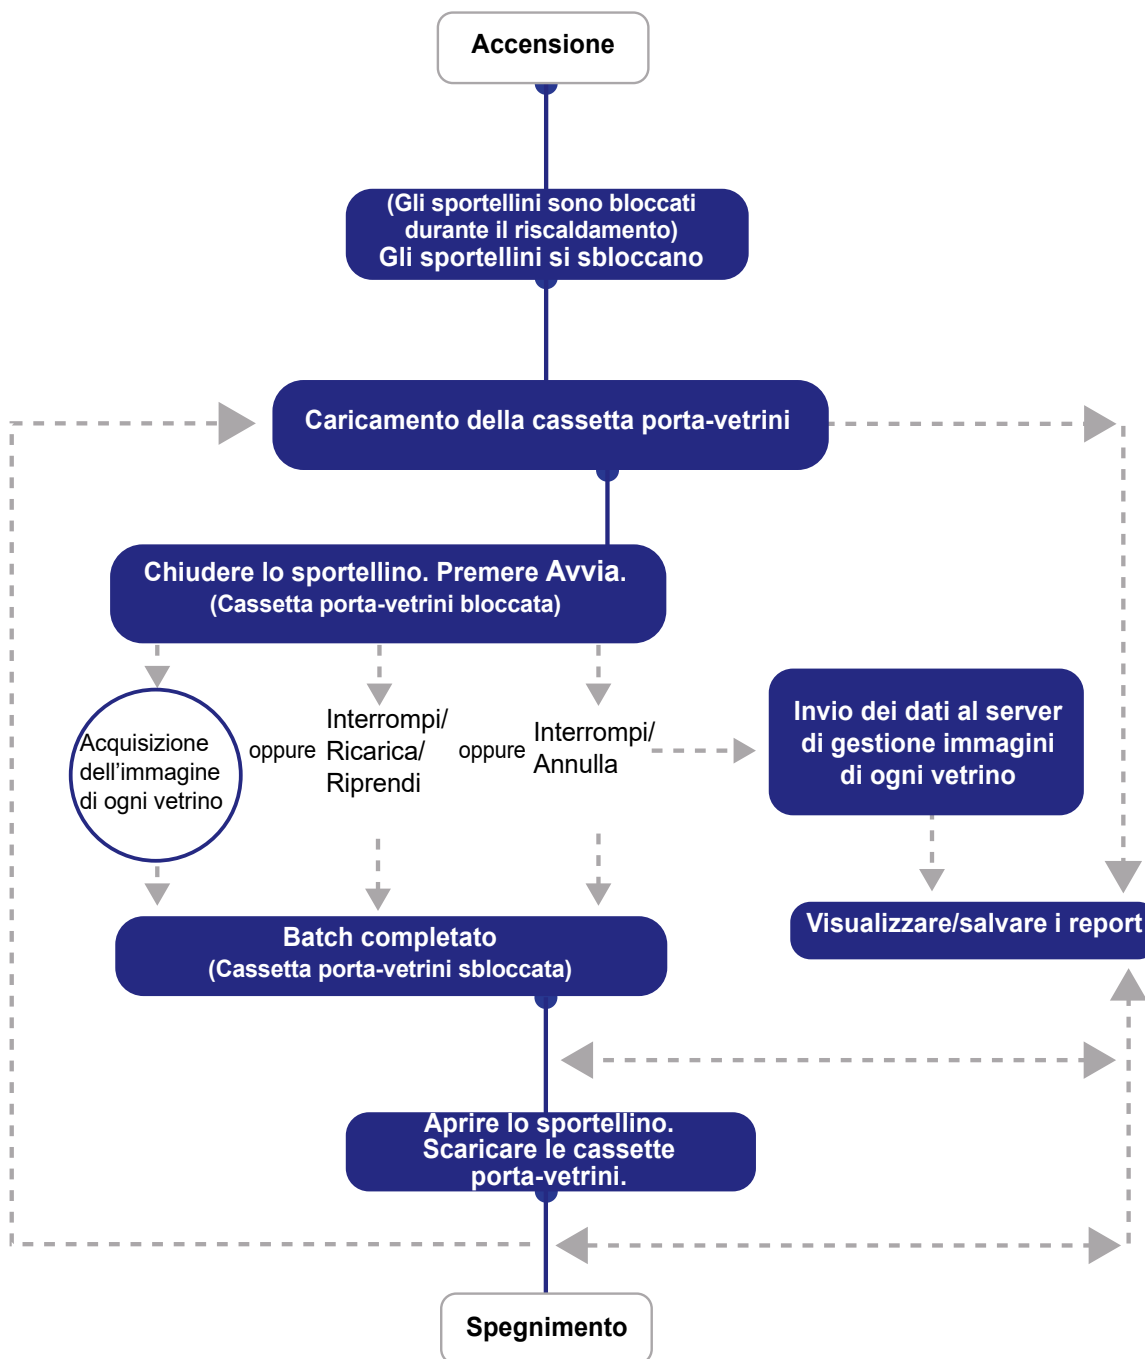 Accensione
(Gli sportellini sono bloccati
durante il riscaldamento)
Gli sportellini si sbloccano
Caricamento della cassetta porta-vetrini
Chiudere lo sportellino. Premere Avvia.
(Cassetta porta-vetrini bloccata)
Acquisizione
dell’immagine
di ogni vetrino
oppure
Interrompi/
Ricarica/
Riprendi
oppure
Interrompi/
Annulla
Invio dei dati al server
di gestione immagini
di ogni vetrino
Visualizzare/salvare i report
Batch completato
(Cassetta porta-vetrini sbloccata)
Aprire lo sportellino.
Scaricare le cassette
porta-vetrini.
Spegnimento